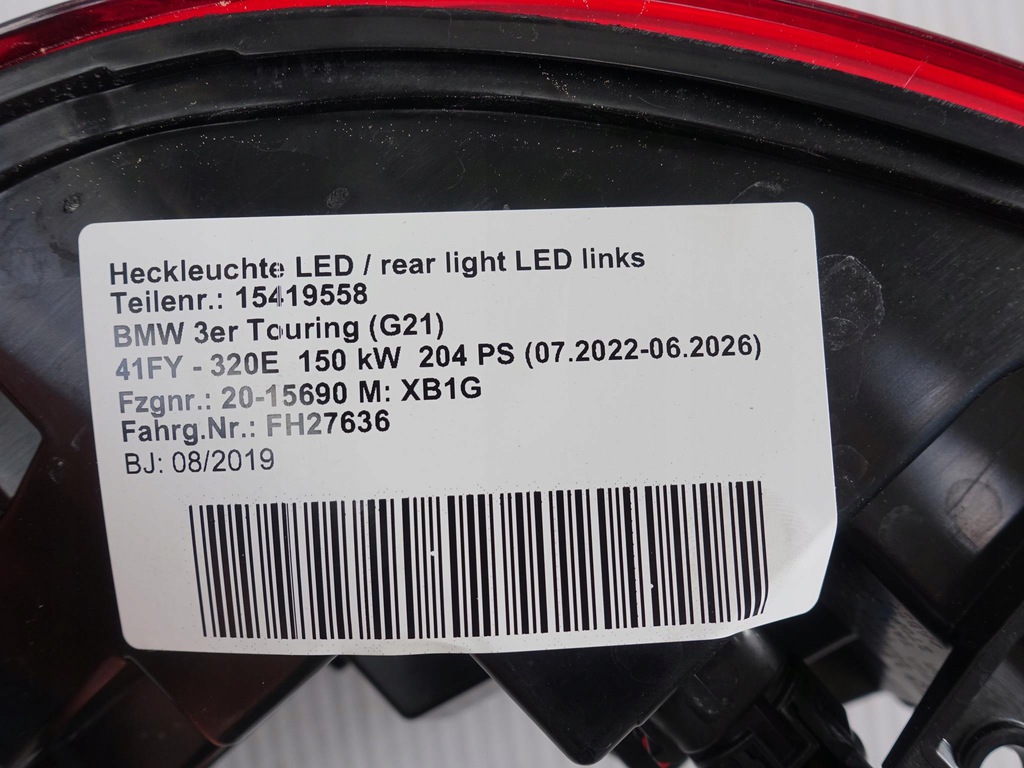 Heckleuchte LED / rear light LED links
Teilenr.: 15419558
BMW 3er Touring (G21)
41FY - 320E 150 kW 204 PS (07.2022-06.2026)
Fzgnr.: 20-15690 M: XB1G
Fahrg.Nr.: FH27636
BJ: 08/2019